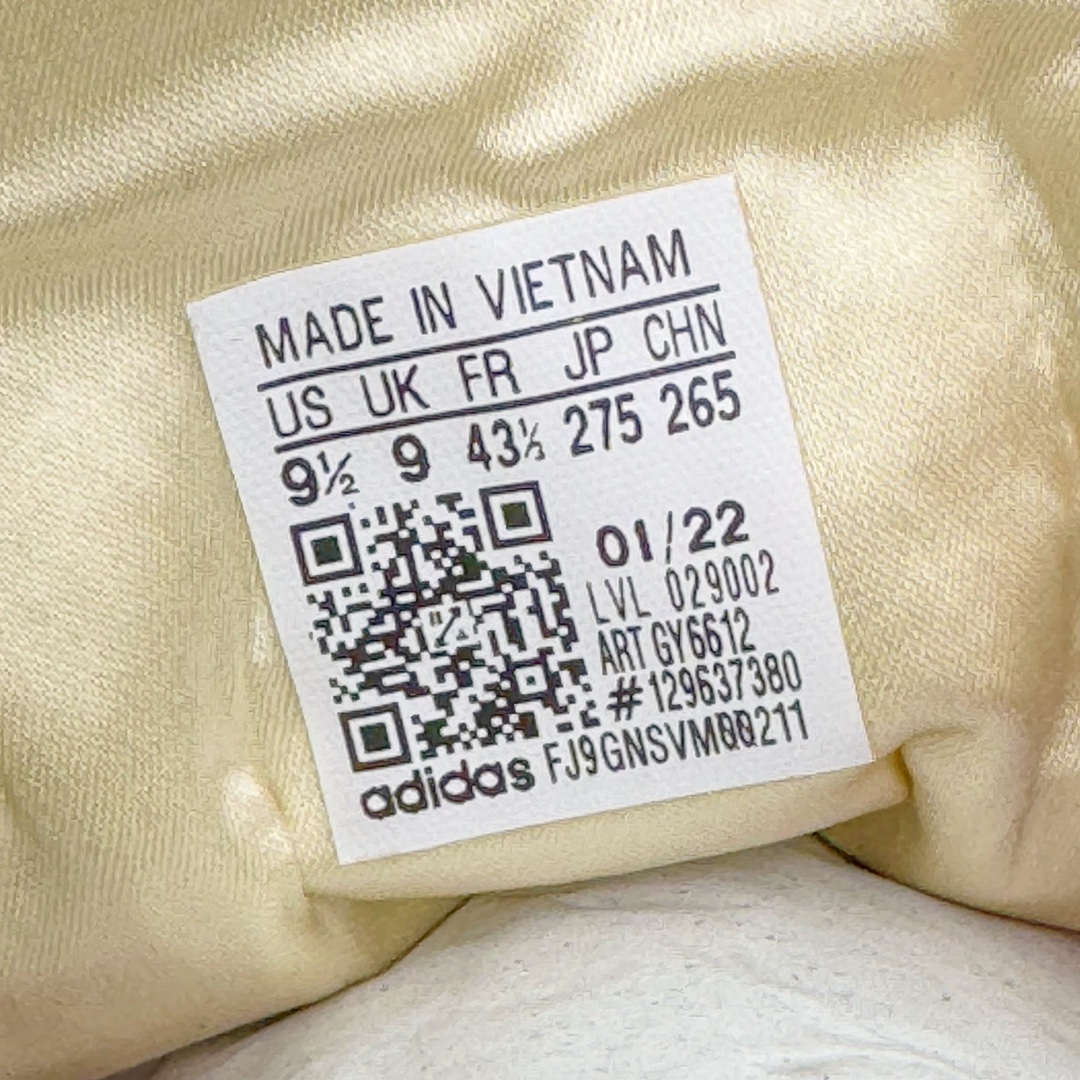 MADE IN VIETNAM
US UK FR JP CHN
9½ 9 43⅓ 275 265
01/22
LVL 029002
ART GY6612
# 129637380
adidas FJ9GNSVM00211